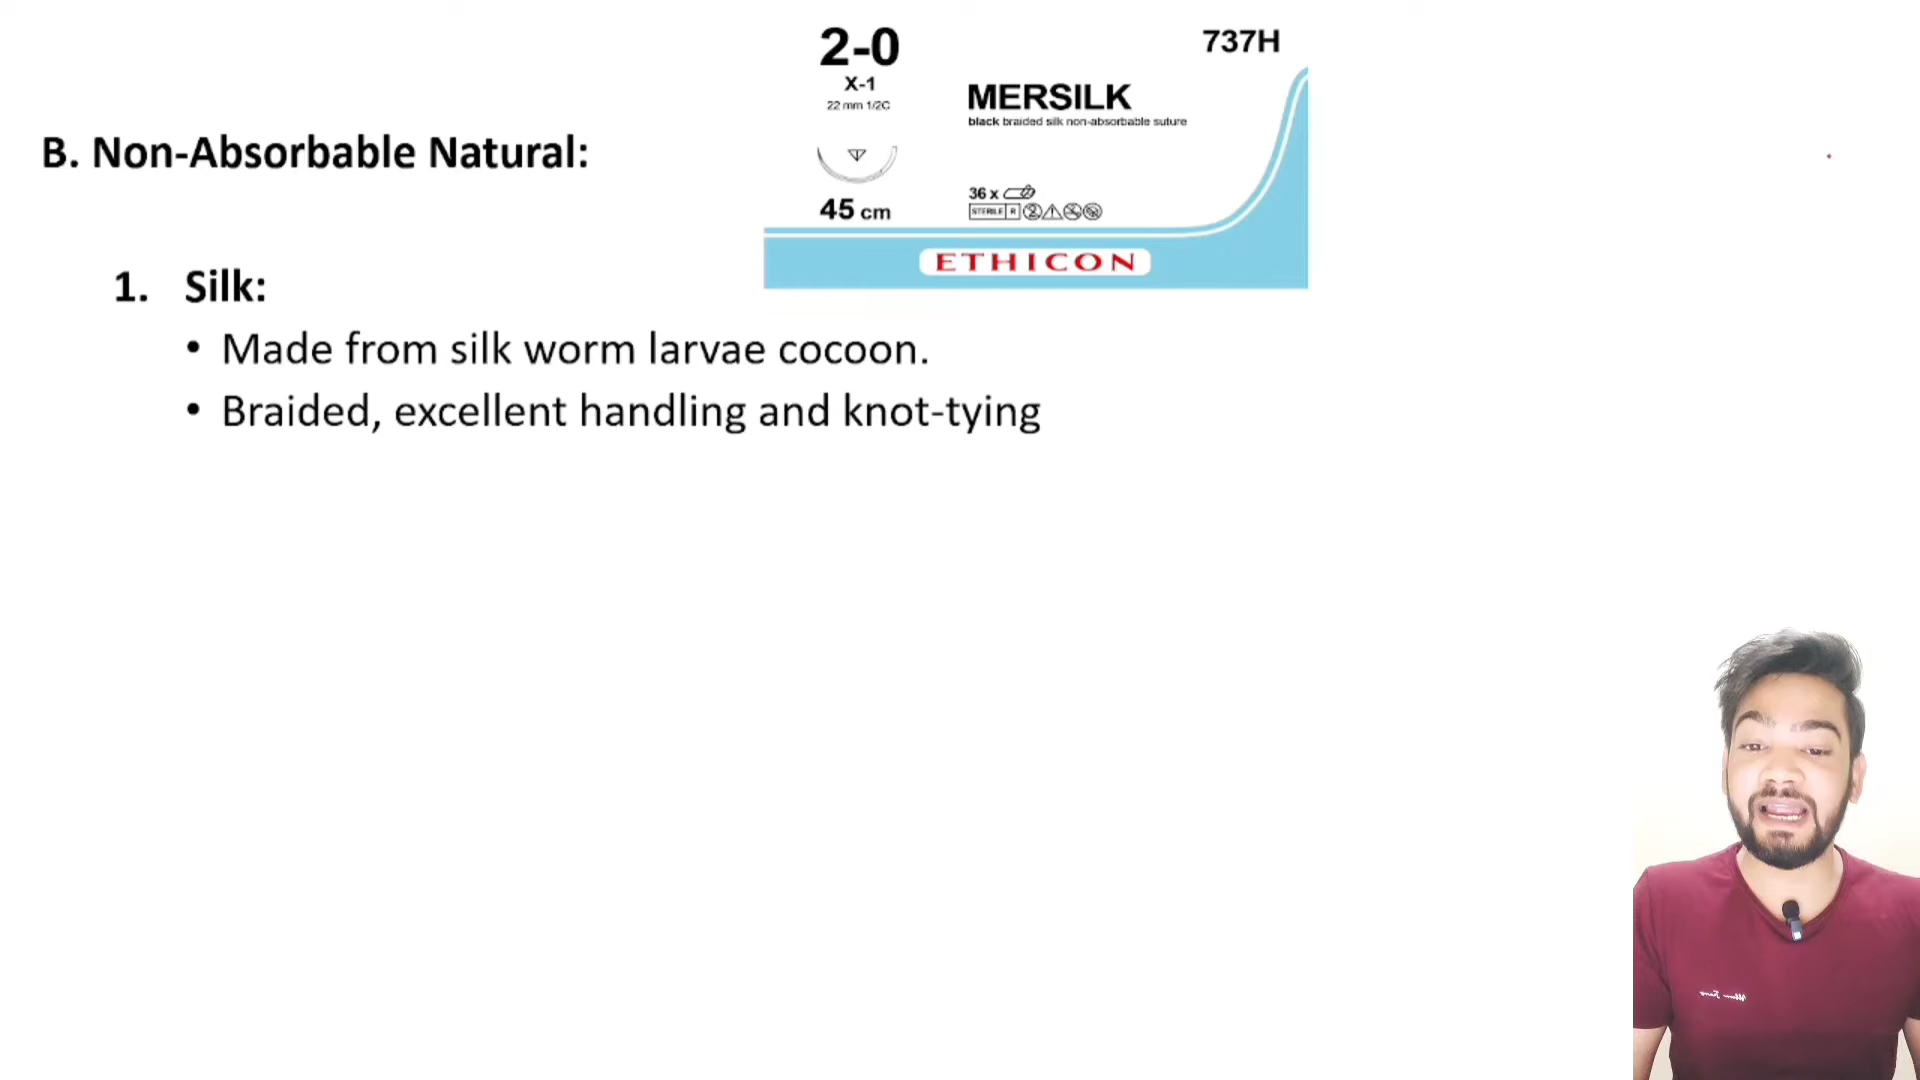 2-0
X-1
22 mm 1/2C
45 cm
737H
MERSILK
black braided silk non-absorbable suture
36 x
STERILE R
2
ETHICON
B. Non-Absorbable Natural:
1. Silk:
• Made from silk worm larvae cocoon.
• Braided, excellent handling and knot-tying